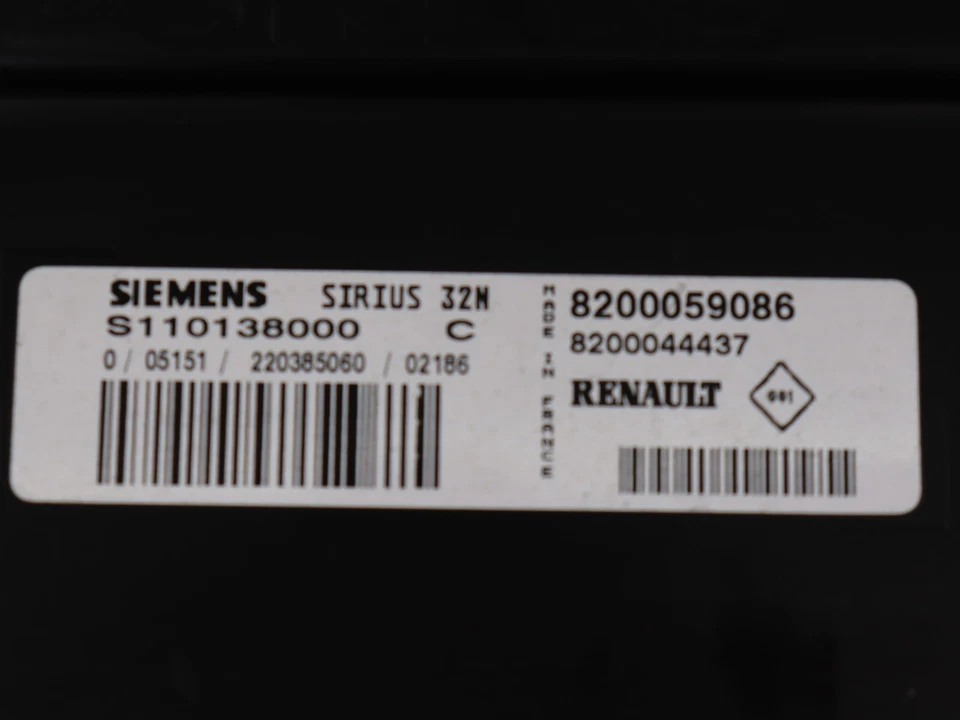 SIEMENS SIRIUS 32N
S110138000 C
0 / 05151 / 220385060 / 02186
MADE IN FRANCE
8200059086
8200044437
RENAULT